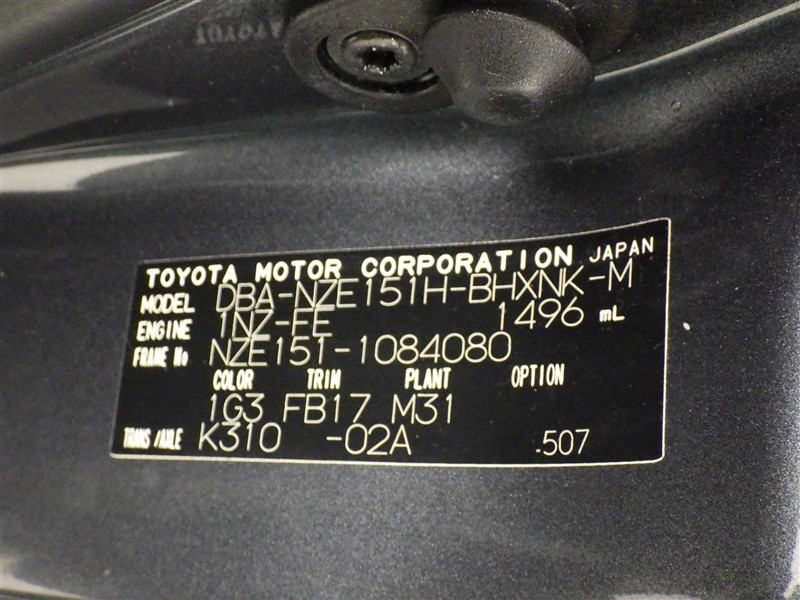 TOYOTA MOTOR CORPORATION JAPAN
MODEL DBA-NZE151H-BHXNK-M
ENGINE 1NZ-FE 1496 mL
FRAME No NZE151-1084080
COLOR TRIM PLANT OPTION
1G3 FB17 M31
TRANS/AXLE K310 -02A .507